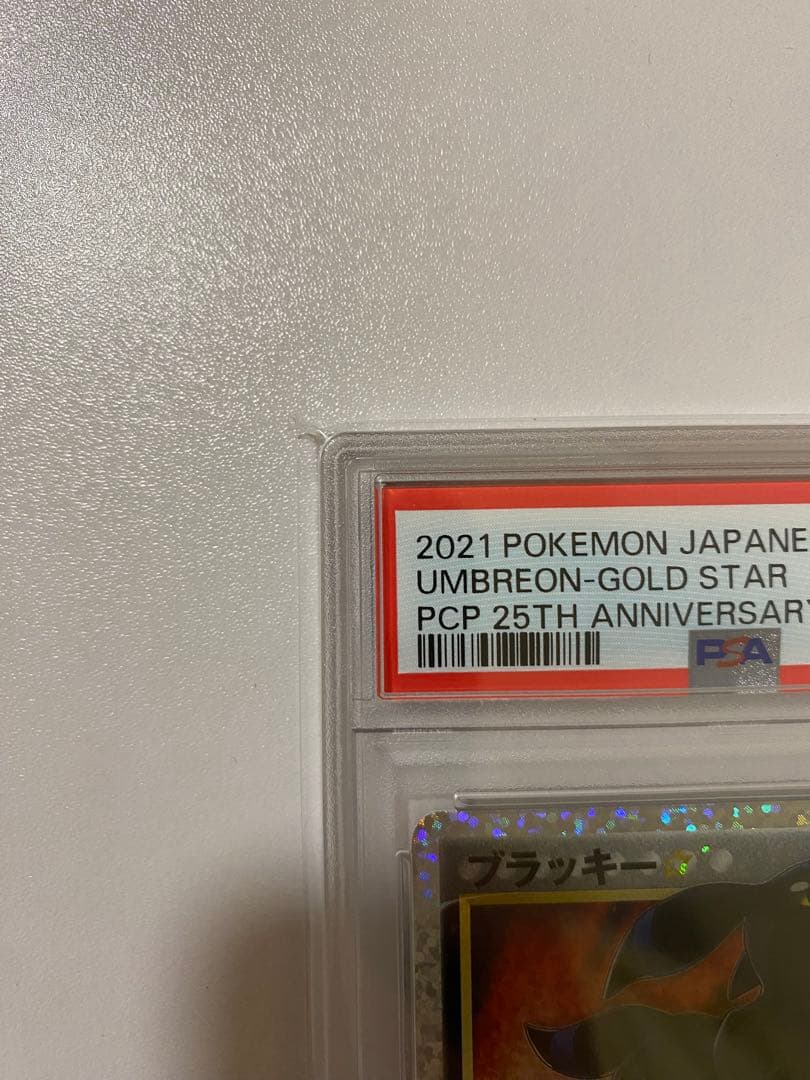 2021 POKEMON JAPANE
UMBREON-GOLD STAR
PCP 25TH ANNIVERSARY
PSA
ブラッキー